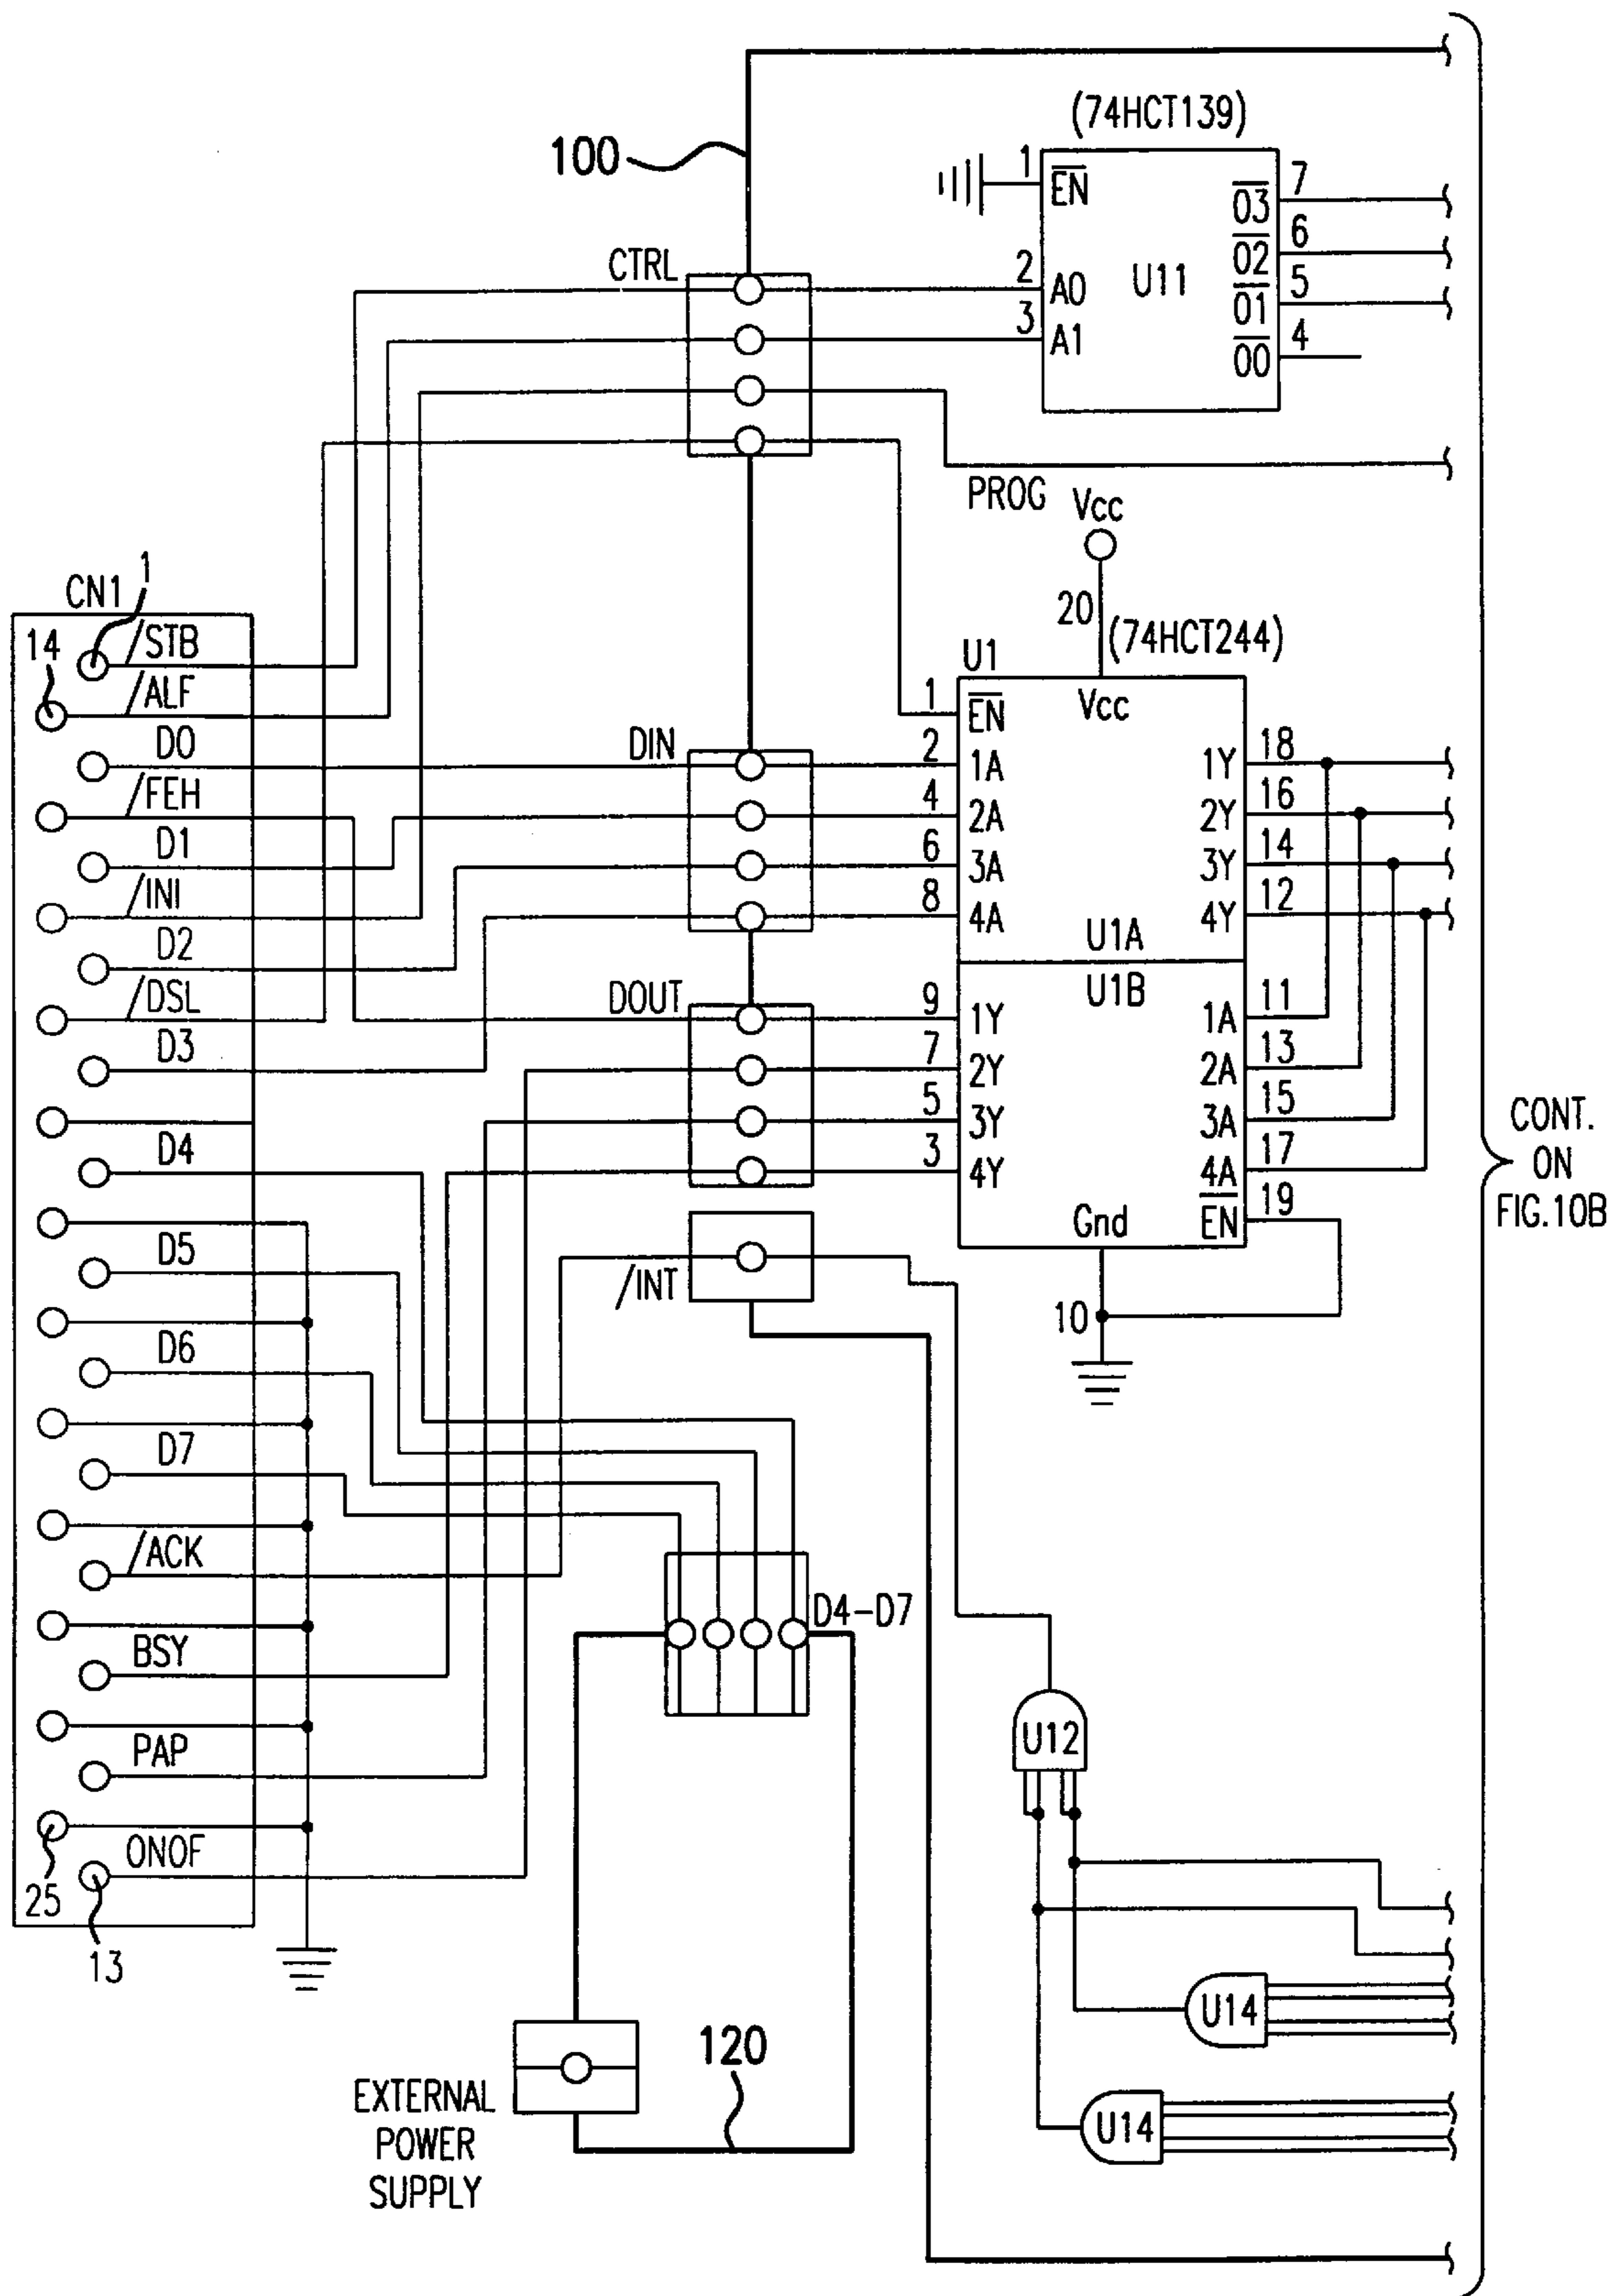 (74HCT139)
100
1
EN
O3
7
O2
6
CTRL
2
A0
U11
O1
5
3
A1
O0
4
PROG
Vcc
CN1
1
20
(74HCT244)
U1
14
/STB
/ALF
1
EN
Vcc
D0
DIN
2
1A
1Y
18
/FEH
4
2A
2Y
16
D1
6
3A
3Y
14
/INI
8
4A
4Y
12
D2
U1A
/DSL
DOUT
9
1Y
U1B
1A
11
D3
7
2Y
2A
13
5
3Y
3A
15
CONT.
ON
FIG.10B
D4
3
4Y
4A
17
Gnd
EN
19
D5
/INT
10
D6
D7
/ACK
D4-D7
BSY
U12
PAP
25
ONOF
13
U14
120
U14
EXTERNAL
POWER
SUPPLY